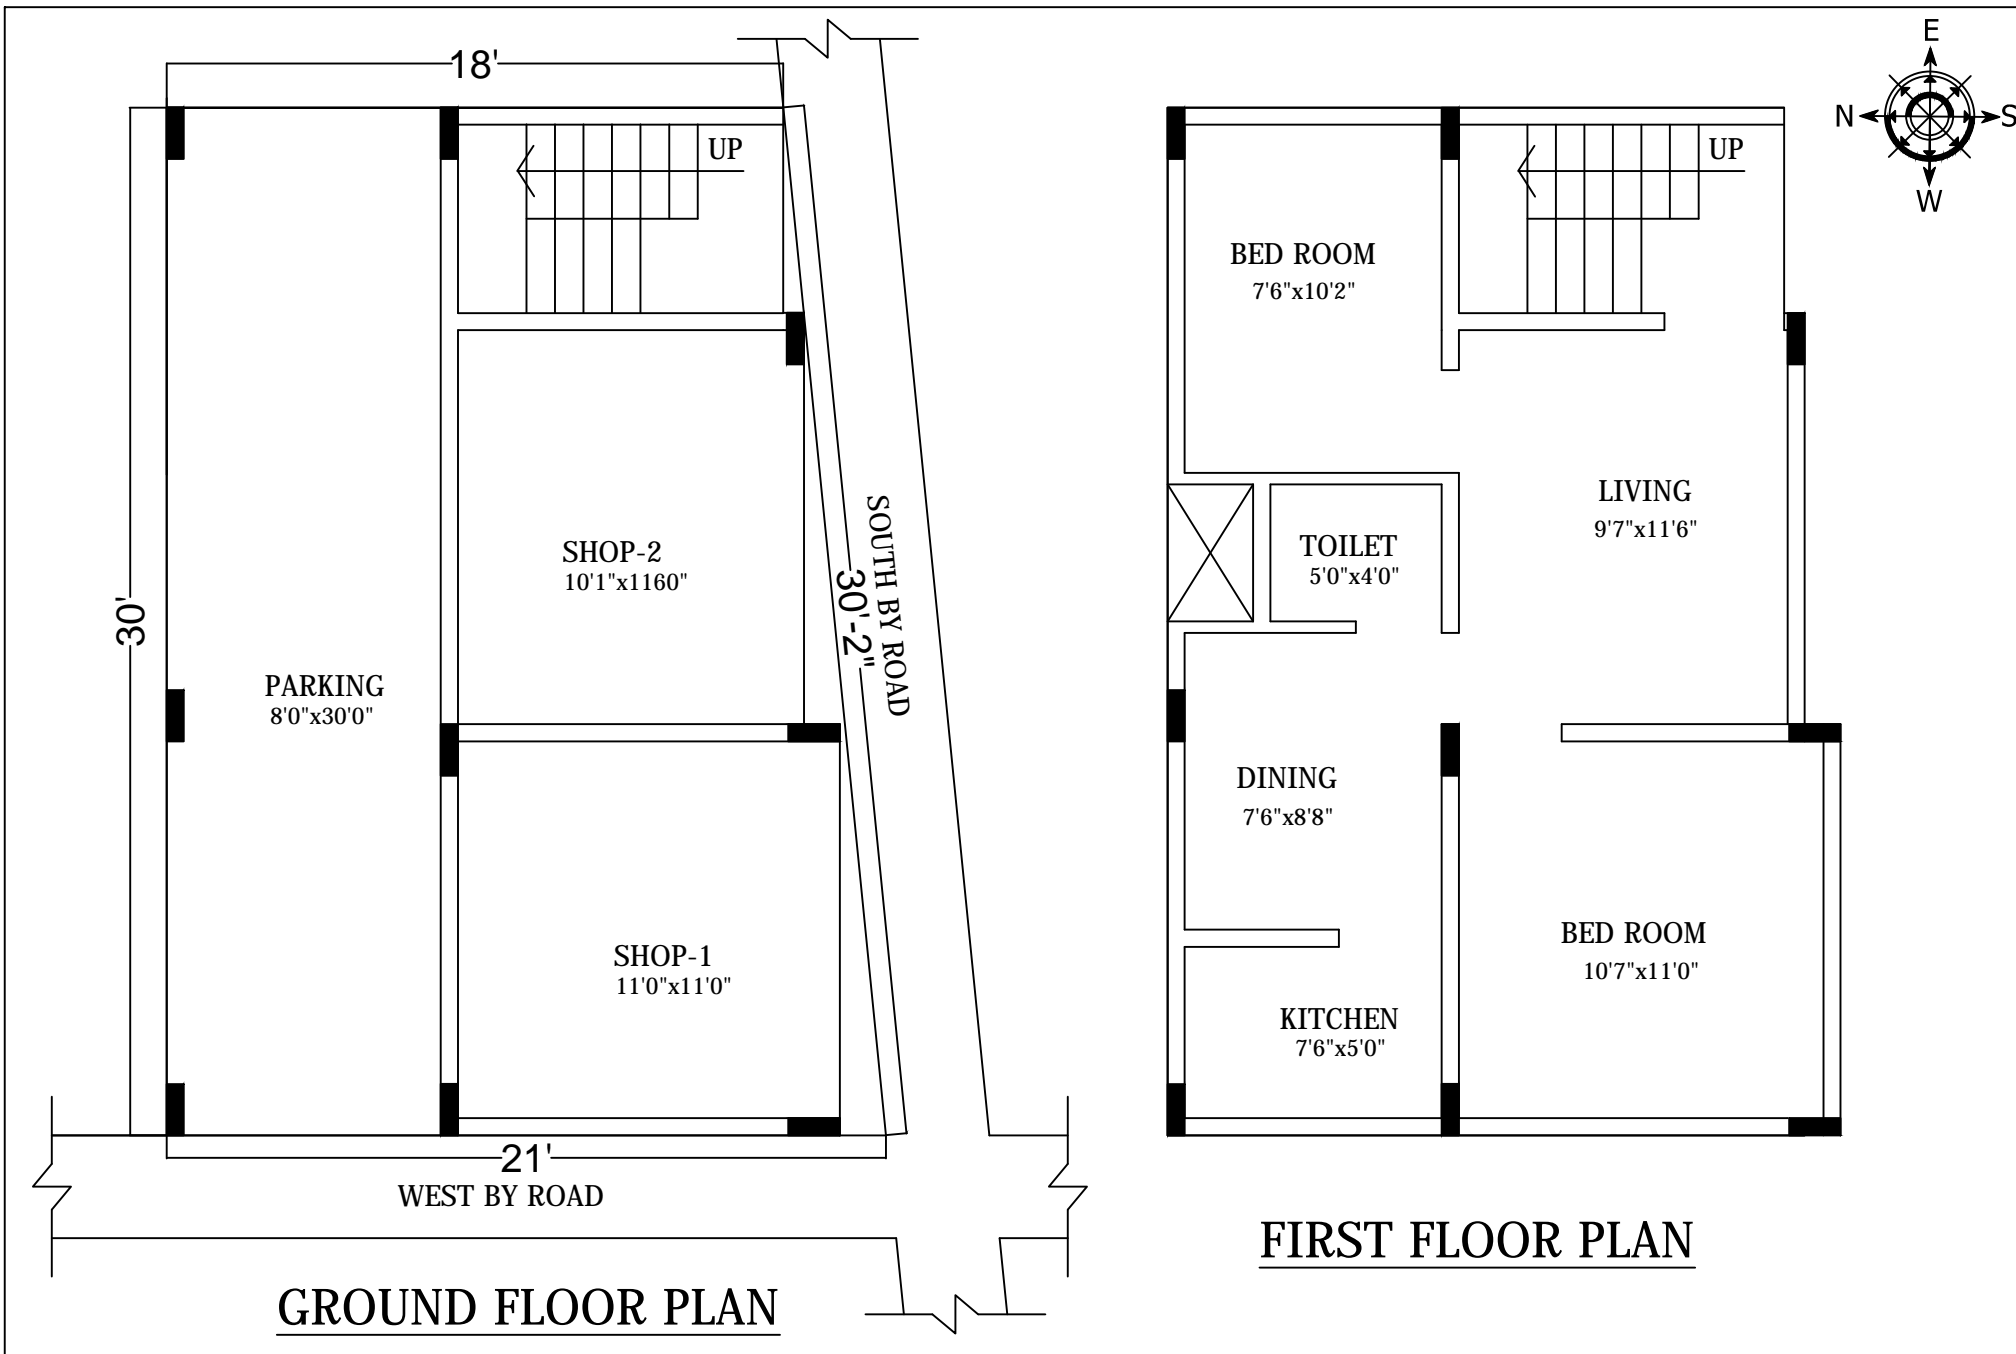 18'
UP
30'
SHOP-2
10'1"x1160"
SOUTH BY ROAD
30'-2"
PARKING
8'0"x30'0"
SHOP-1
11'0"x11'0"
21'
WEST BY ROAD
GROUND FLOOR PLAN
E
N
S
W
UP
BED ROOM
7'6"x10'2"
LIVING
9'7"x11'6"
TOILET
5'0"x4'0"
DINING
7'6"x8'8"
BED ROOM
10'7"x11'0"
KITCHEN
7'6"x5'0"
FIRST FLOOR PLAN